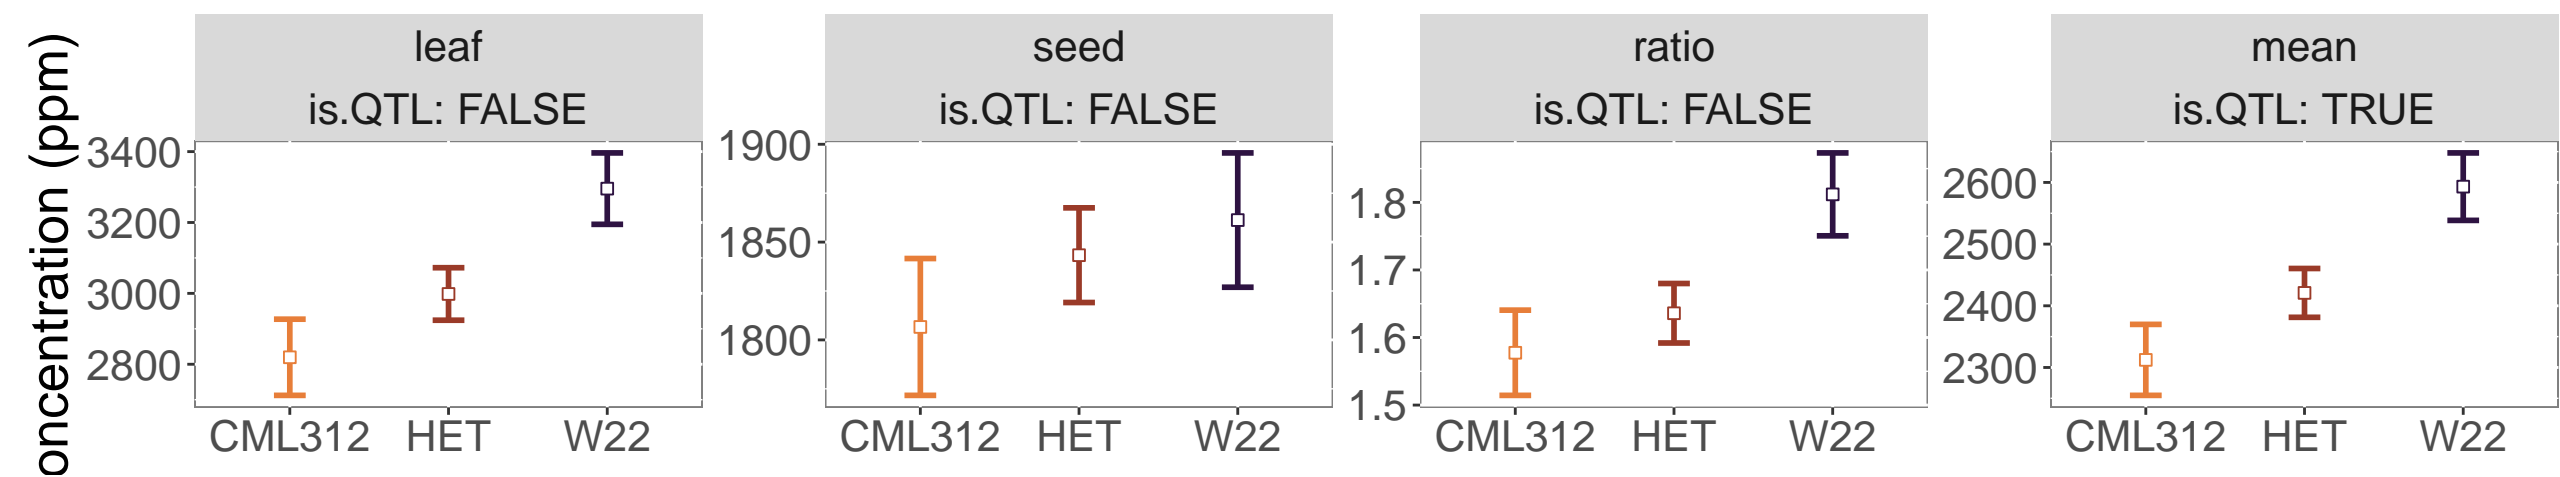 oncentration (ppm)
leaf
is.QTL: FALSE
3400
3200
3000
2800
CML312 HET W22
seed
is.QTL: FALSE
1900
1850
1800
CML312 HET W22
ratio
is.QTL: FALSE
1.8
1.7
1.6
1.5
CML312 HET W22
mean
is.QTL: TRUE
2600
2500
2400
2300
CML312 HET W22